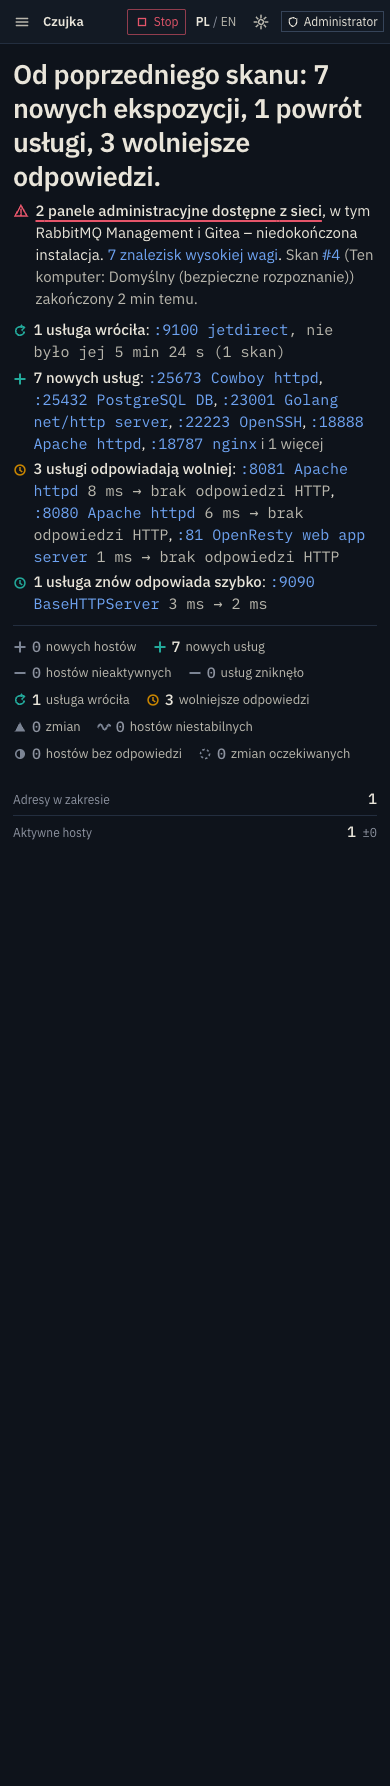 Czujka
Stop
PL / EN
Administrator
Od poprzedniego skanu: 7
nowych ekspozycji, 1 powrót
usługi, 3 wolniejsze
odpowiedzi.
2 panele administracyjne dostępne z sieci, w tym
RabbitMQ Management i Gitea – niedokończona
instalacja. 7 znalezisk wysokiej wagi. Skan #4 (Ten
komputer: Domyślny (bezpieczne rozpoznanie))
zakończony 2 min temu.
1 usługa wróciła: :9100 jetdirect, nie
było jej 5 min 24 s (1 skan)
7 nowych usług: :25673 Cowboy httpd,
:25432 PostgreSQL DB, :23001 Golang
net/http server, :22223 OpenSSH, :18888
Apache httpd, :18787 nginx i 1 więcej
3 usługi odpowiadają wolniej: :8081 Apache
httpd 8 ms → brak odpowiedzi HTTP,
:8080 Apache httpd 6 ms → brak
odpowiedzi HTTP, :81 OpenResty web app
server 1 ms → brak odpowiedzi HTTP
1 usługa znów odpowiada szybko: :9090
BaseHTTPServer 3 ms → 2 ms
0 nowych hostów 7 nowych usług
0 hostów nieaktywnych 0 usług zniknęło
1 usługa wróciła 3 wolniejsze odpowiedzi
0 zmian 0 hostów niestabilnych
0 hostów bez odpowiedzi 0 zmian oczekiwanych
Adresy w zakresie 1
Aktywne hosty 1 ±0